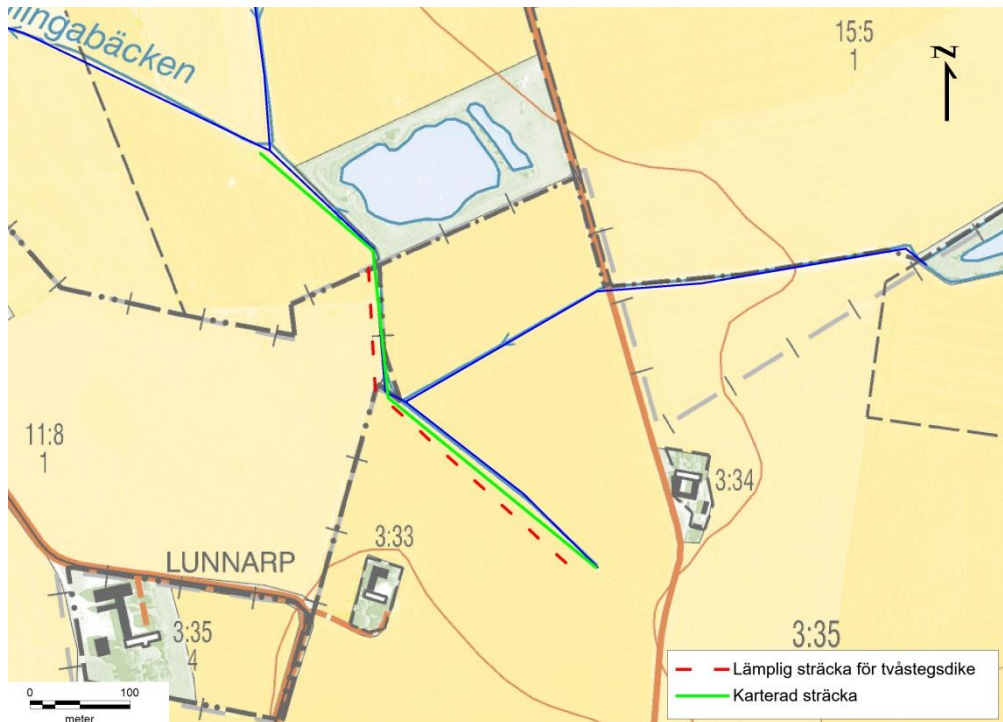 bäcken
15:5
1
N
11:8
1
3:34
3:33
LUNNARP
3:35
4
3:35
Lämplig sträcka för tvåstegsdike
Karterad sträcka
0 100
meter